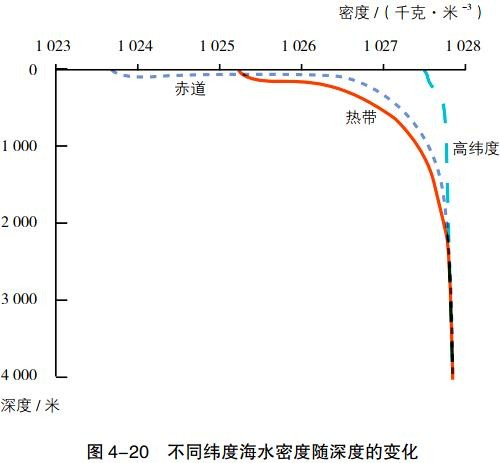 密度 /（千克·米⁻³）
1 023 1 024 1 025 1 026 1 027 1 028
0
赤道
热带
1 000
高纬度
2 000
3 000
4 000
深度 / 米
图 4–20 不同纬度海水密度随深度的变化